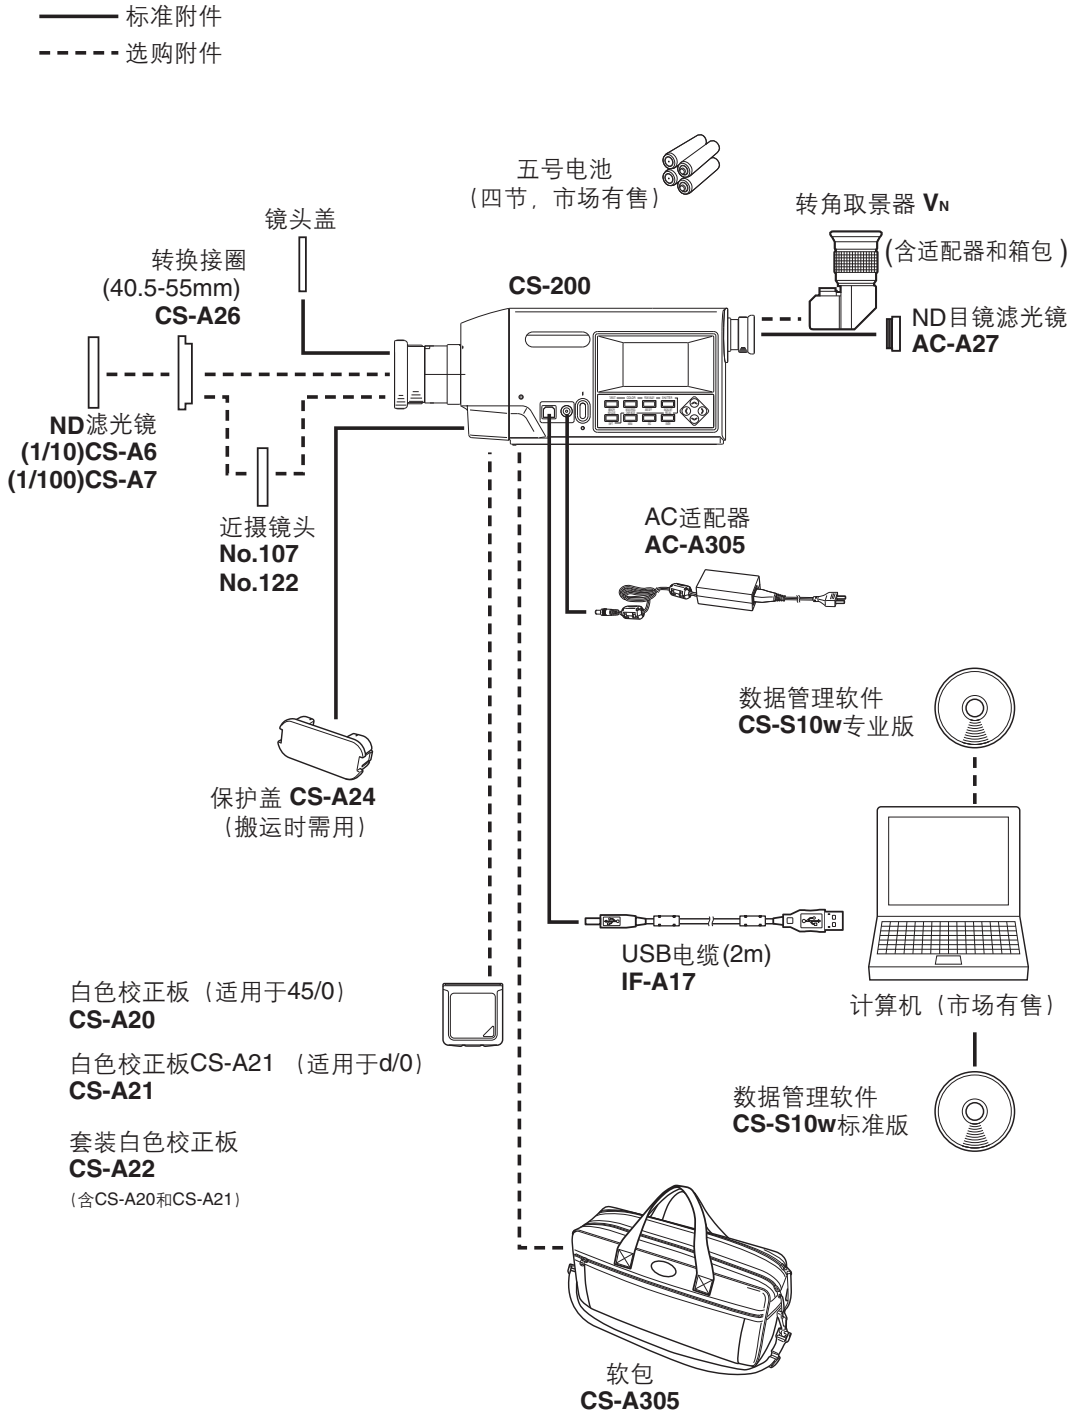 标准附件
选购附件
五号电池
（四节，市场有售）
转角取景器 VN
（含适配器和箱包）
镜头盖
转换接圈
(40.5-55mm)
CS-A26
CS-200
ND目镜滤光镜
AC-A27
ND滤光镜
(1/10)CS-A6
(1/100)CS-A7
近摄镜头
No.107
No.122
AC适配器
AC-A305
数据管理软件
CS-S10w专业版
保护盖 CS-A24
（搬运时需用）
USB电缆(2m)
IF-A17
计算机（市场有售）
白色校正板（适用于45/0）
CS-A20
白色校正板CS-A21 （适用于d/0）
CS-A21
数据管理软件
CS-S10w标准版
套装白色校正板
CS-A22
（含CS-A20和CS-A21）
软包
CS-A305